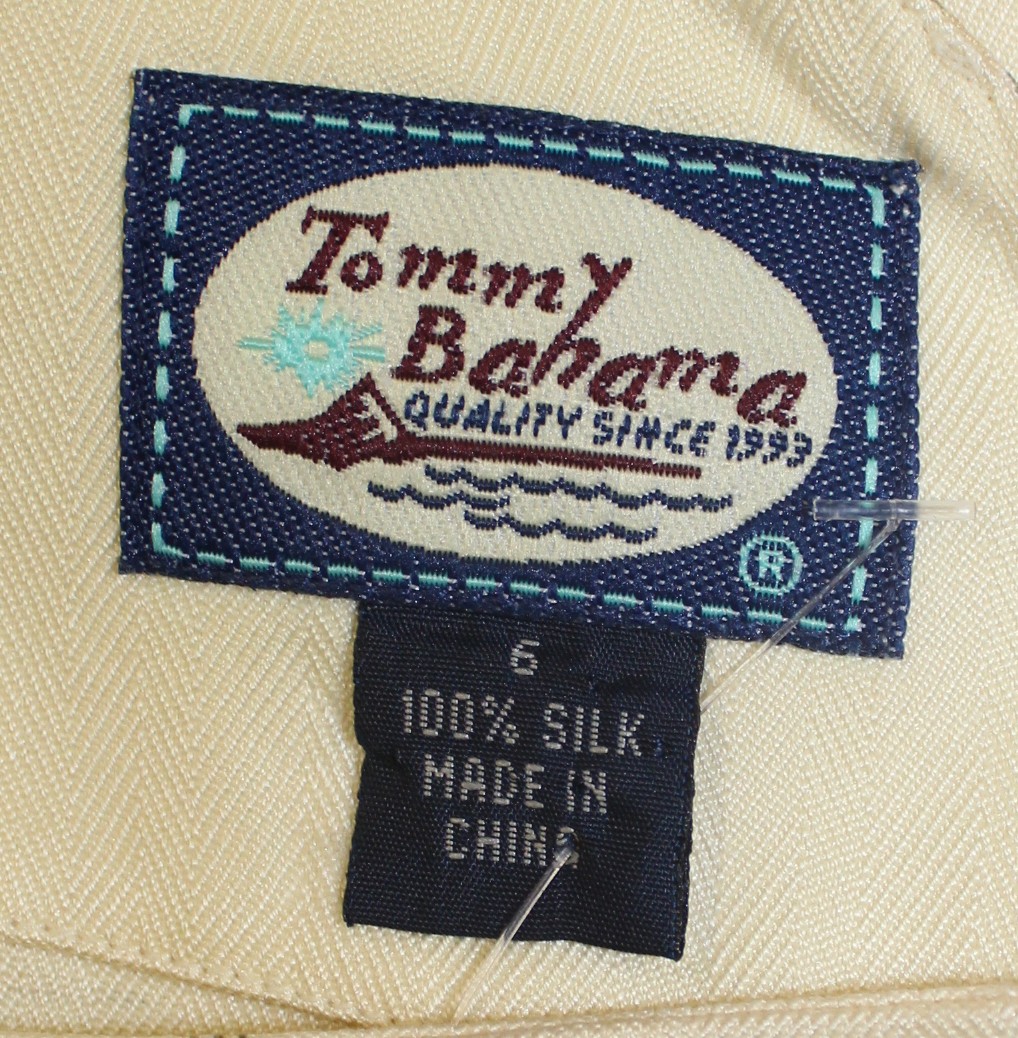 Tommy
Bahama
QUALITY SINCE 1993
®
6
100% SILK
MADE IN
CHINA